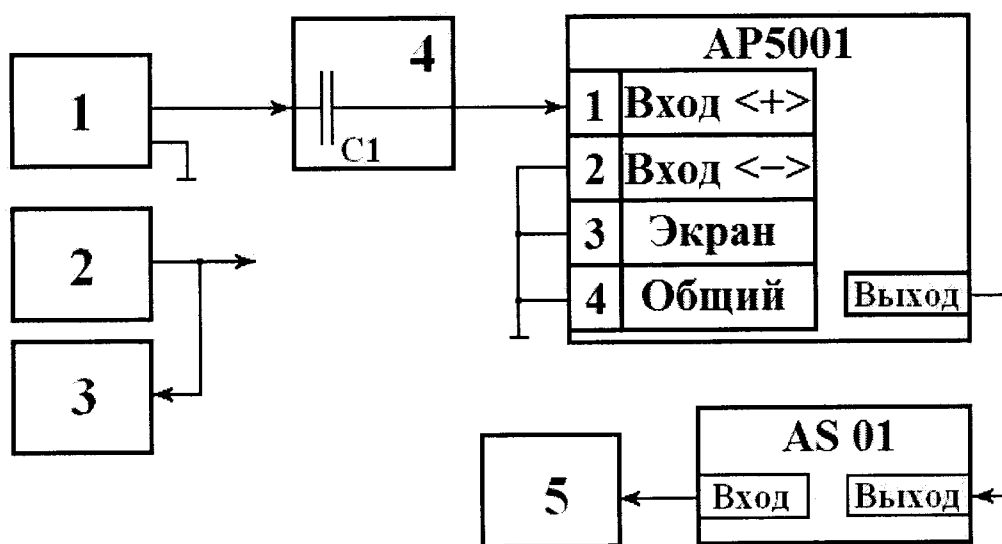 1
4
C1
AP5001
1 Вход <+>
2 Вход <−>
3 Экран
4 Общий
Выход
2
3
AS 01
5
Вход
Выход